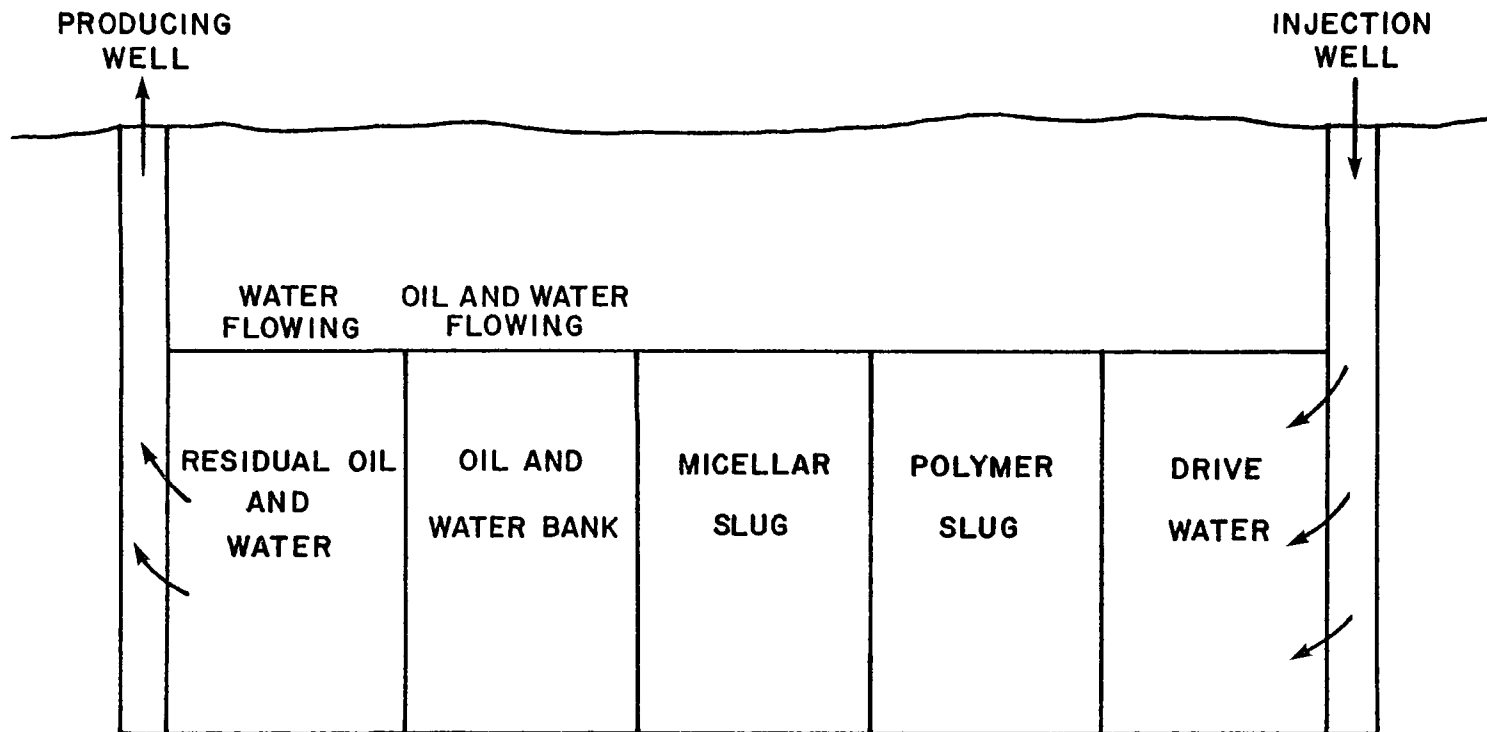 PRODUCING
WELL
INJECTION
WELL
WATER
FLOWING
OIL AND WATER
FLOWING
RESIDUAL OIL
AND
WATER
OIL AND
WATER BANK
MICELLAR
SLUG
POLYMER
SLUG
DRIVE
WATER